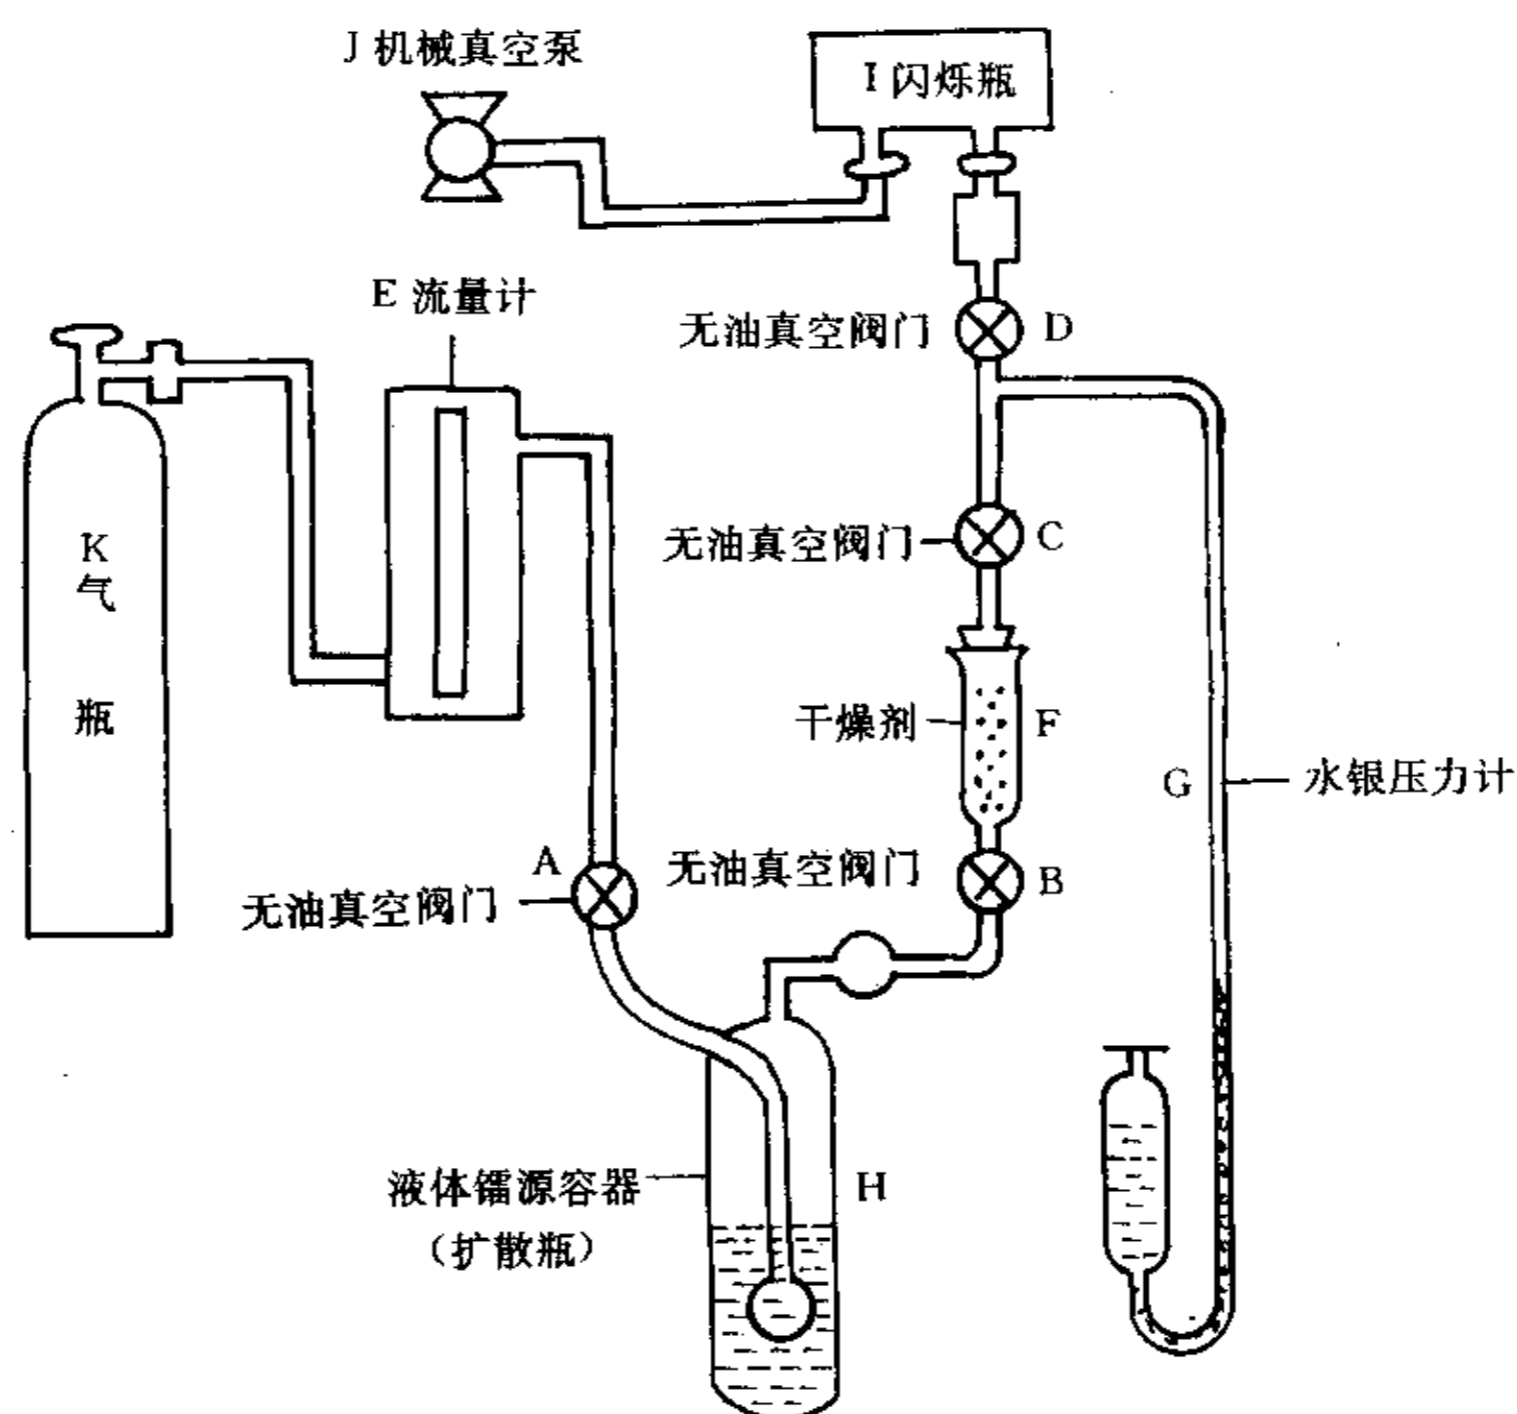 J 机械真空泵
I 闪烁瓶
E 流量计
无油真空阀门 D
K
气
瓶
无油真空阀门 C
干燥剂 F
G 水银压力计
A
无油真空阀门
无油真空阀门 B
液体镭源容器 H
（扩散瓶）